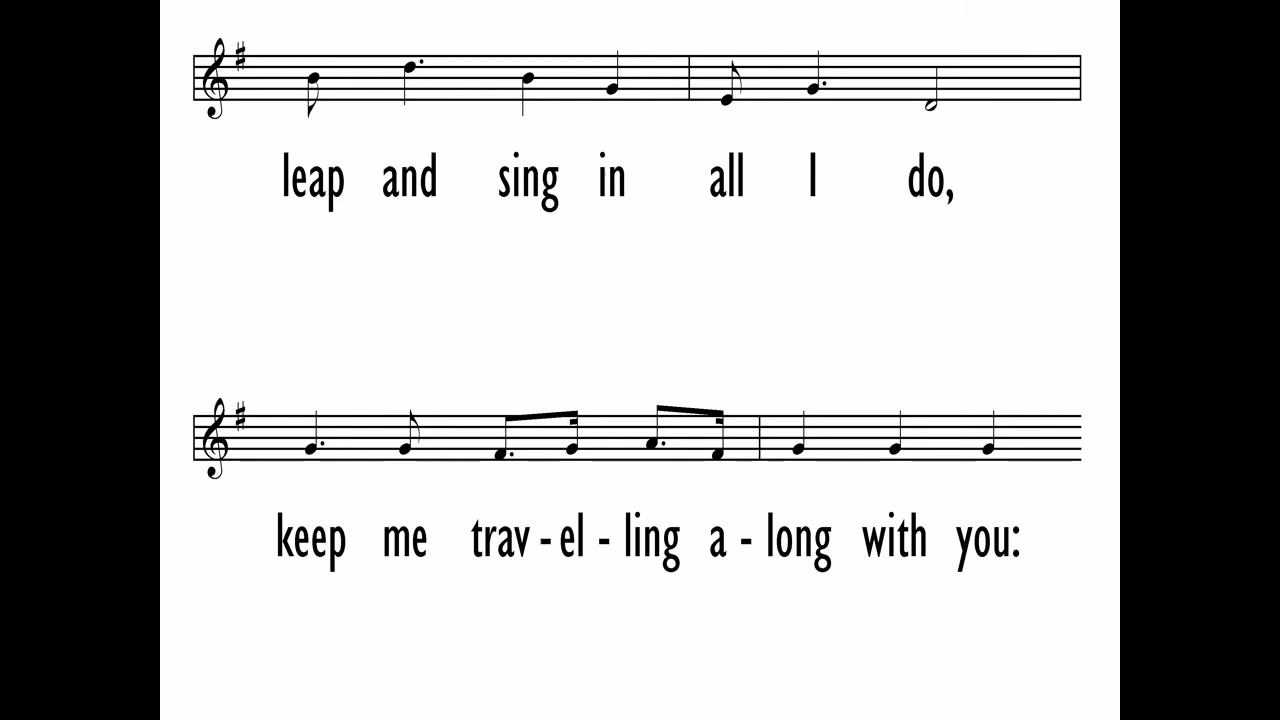 leap and sing in all I do,
keep me trav - el - ling a - long with you: